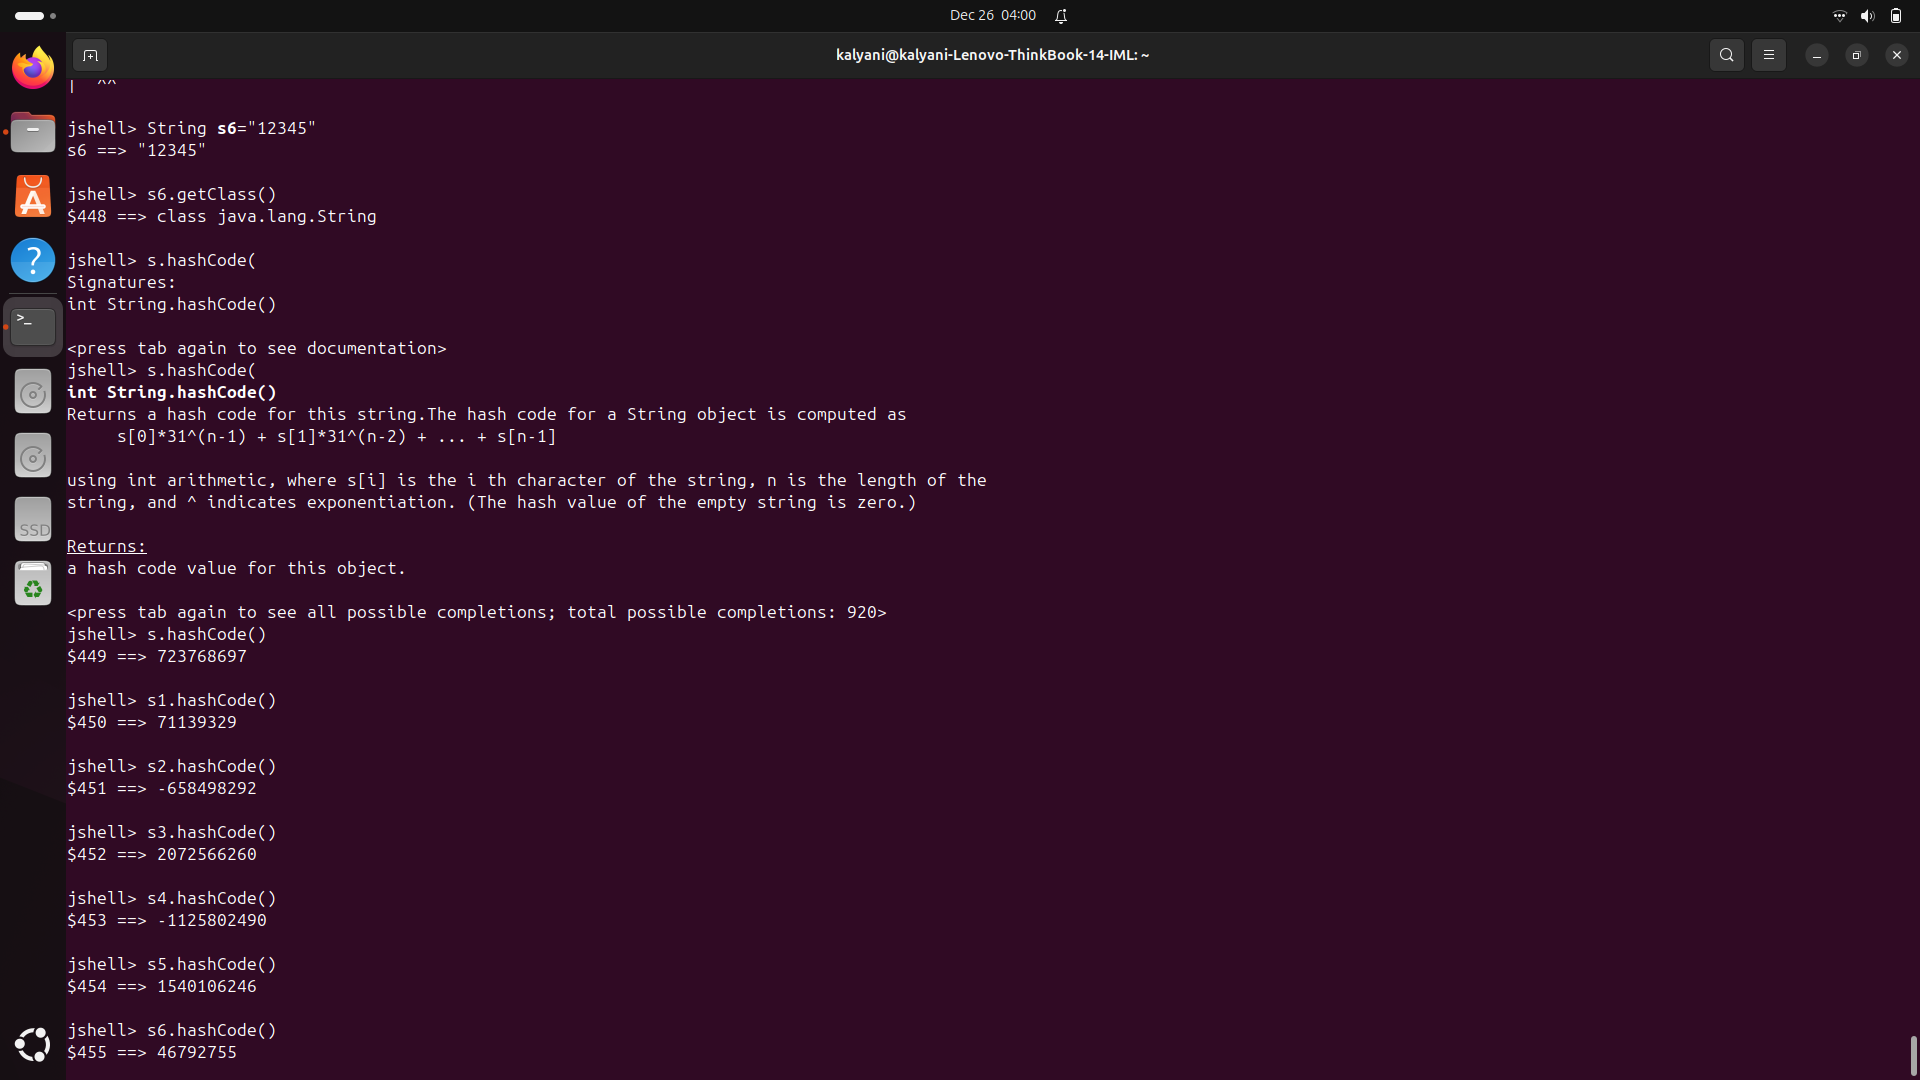 Dec 26 04:00
kalyani@kalyani-Lenovo-ThinkBook-14-IML: ~
| ^^
jshell> String s6="12345"
s6 ==> "12345"
jshell> s6.getClass()
$448 ==> class java.lang.String
jshell> s.hashCode(
Signatures:
int String.hashCode()
<press tab again to see documentation>
jshell> s.hashCode(
int String.hashCode()
Returns a hash code for this string.The hash code for a String object is computed as
s[0]*31^(n-1) + s[1]*31^(n-2) + ... + s[n-1]
using int arithmetic, where s[i] is the i th character of the string, n is the length of the
string, and ^ indicates exponentiation. (The hash value of the empty string is zero.)
Returns:
a hash code value for this object.
<press tab again to see all possible completions; total possible completions: 920>
jshell> s.hashCode()
$449 ==> 723768697
jshell> s1.hashCode()
$450 ==> 71139329
jshell> s2.hashCode()
$451 ==> -658498292
jshell> s3.hashCode()
$452 ==> 2072566260
jshell> s4.hashCode()
$453 ==> -1125802490
jshell> s5.hashCode()
$454 ==> 1540106246
jshell> s6.hashCode()
$455 ==> 46792755
>_
SSD